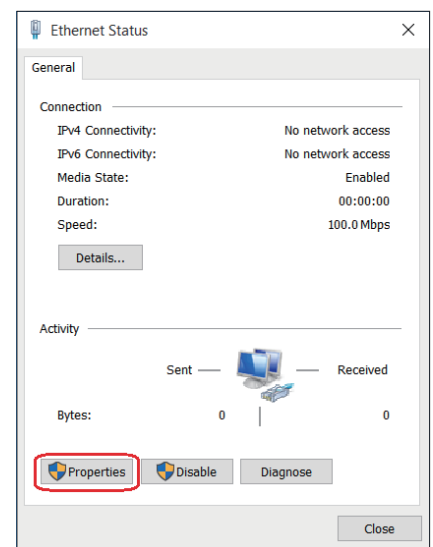 Ethernet Status
General
Connection
IPv4 Connectivity: No network access
IPv6 Connectivity: No network access
Media State: Enabled
Duration: 00:00:00
Speed: 100.0 Mbps
Details...
Activity
Sent Received
Bytes: 0 0
Properties Disable Diagnose
Close